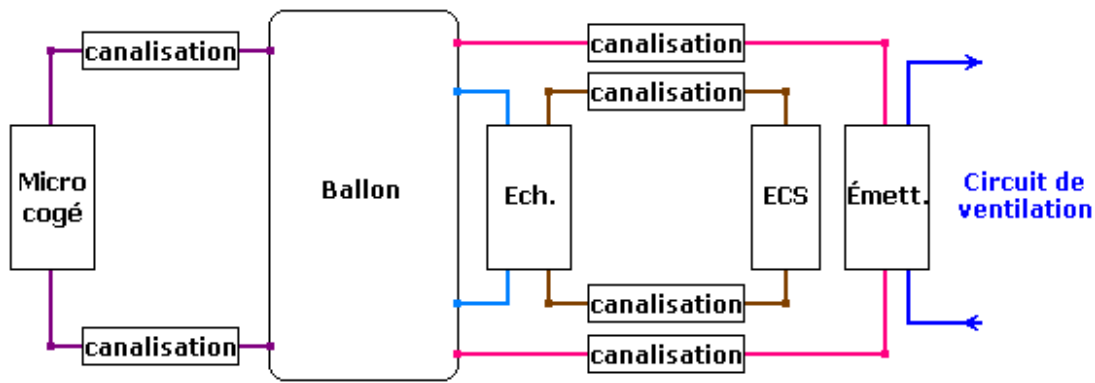 canalisation
canalisation
canalisation
Micro
cogé
Ballon
Ech.
ECS
Émett.
Circuit de
ventilation
canalisation
canalisation
canalisation